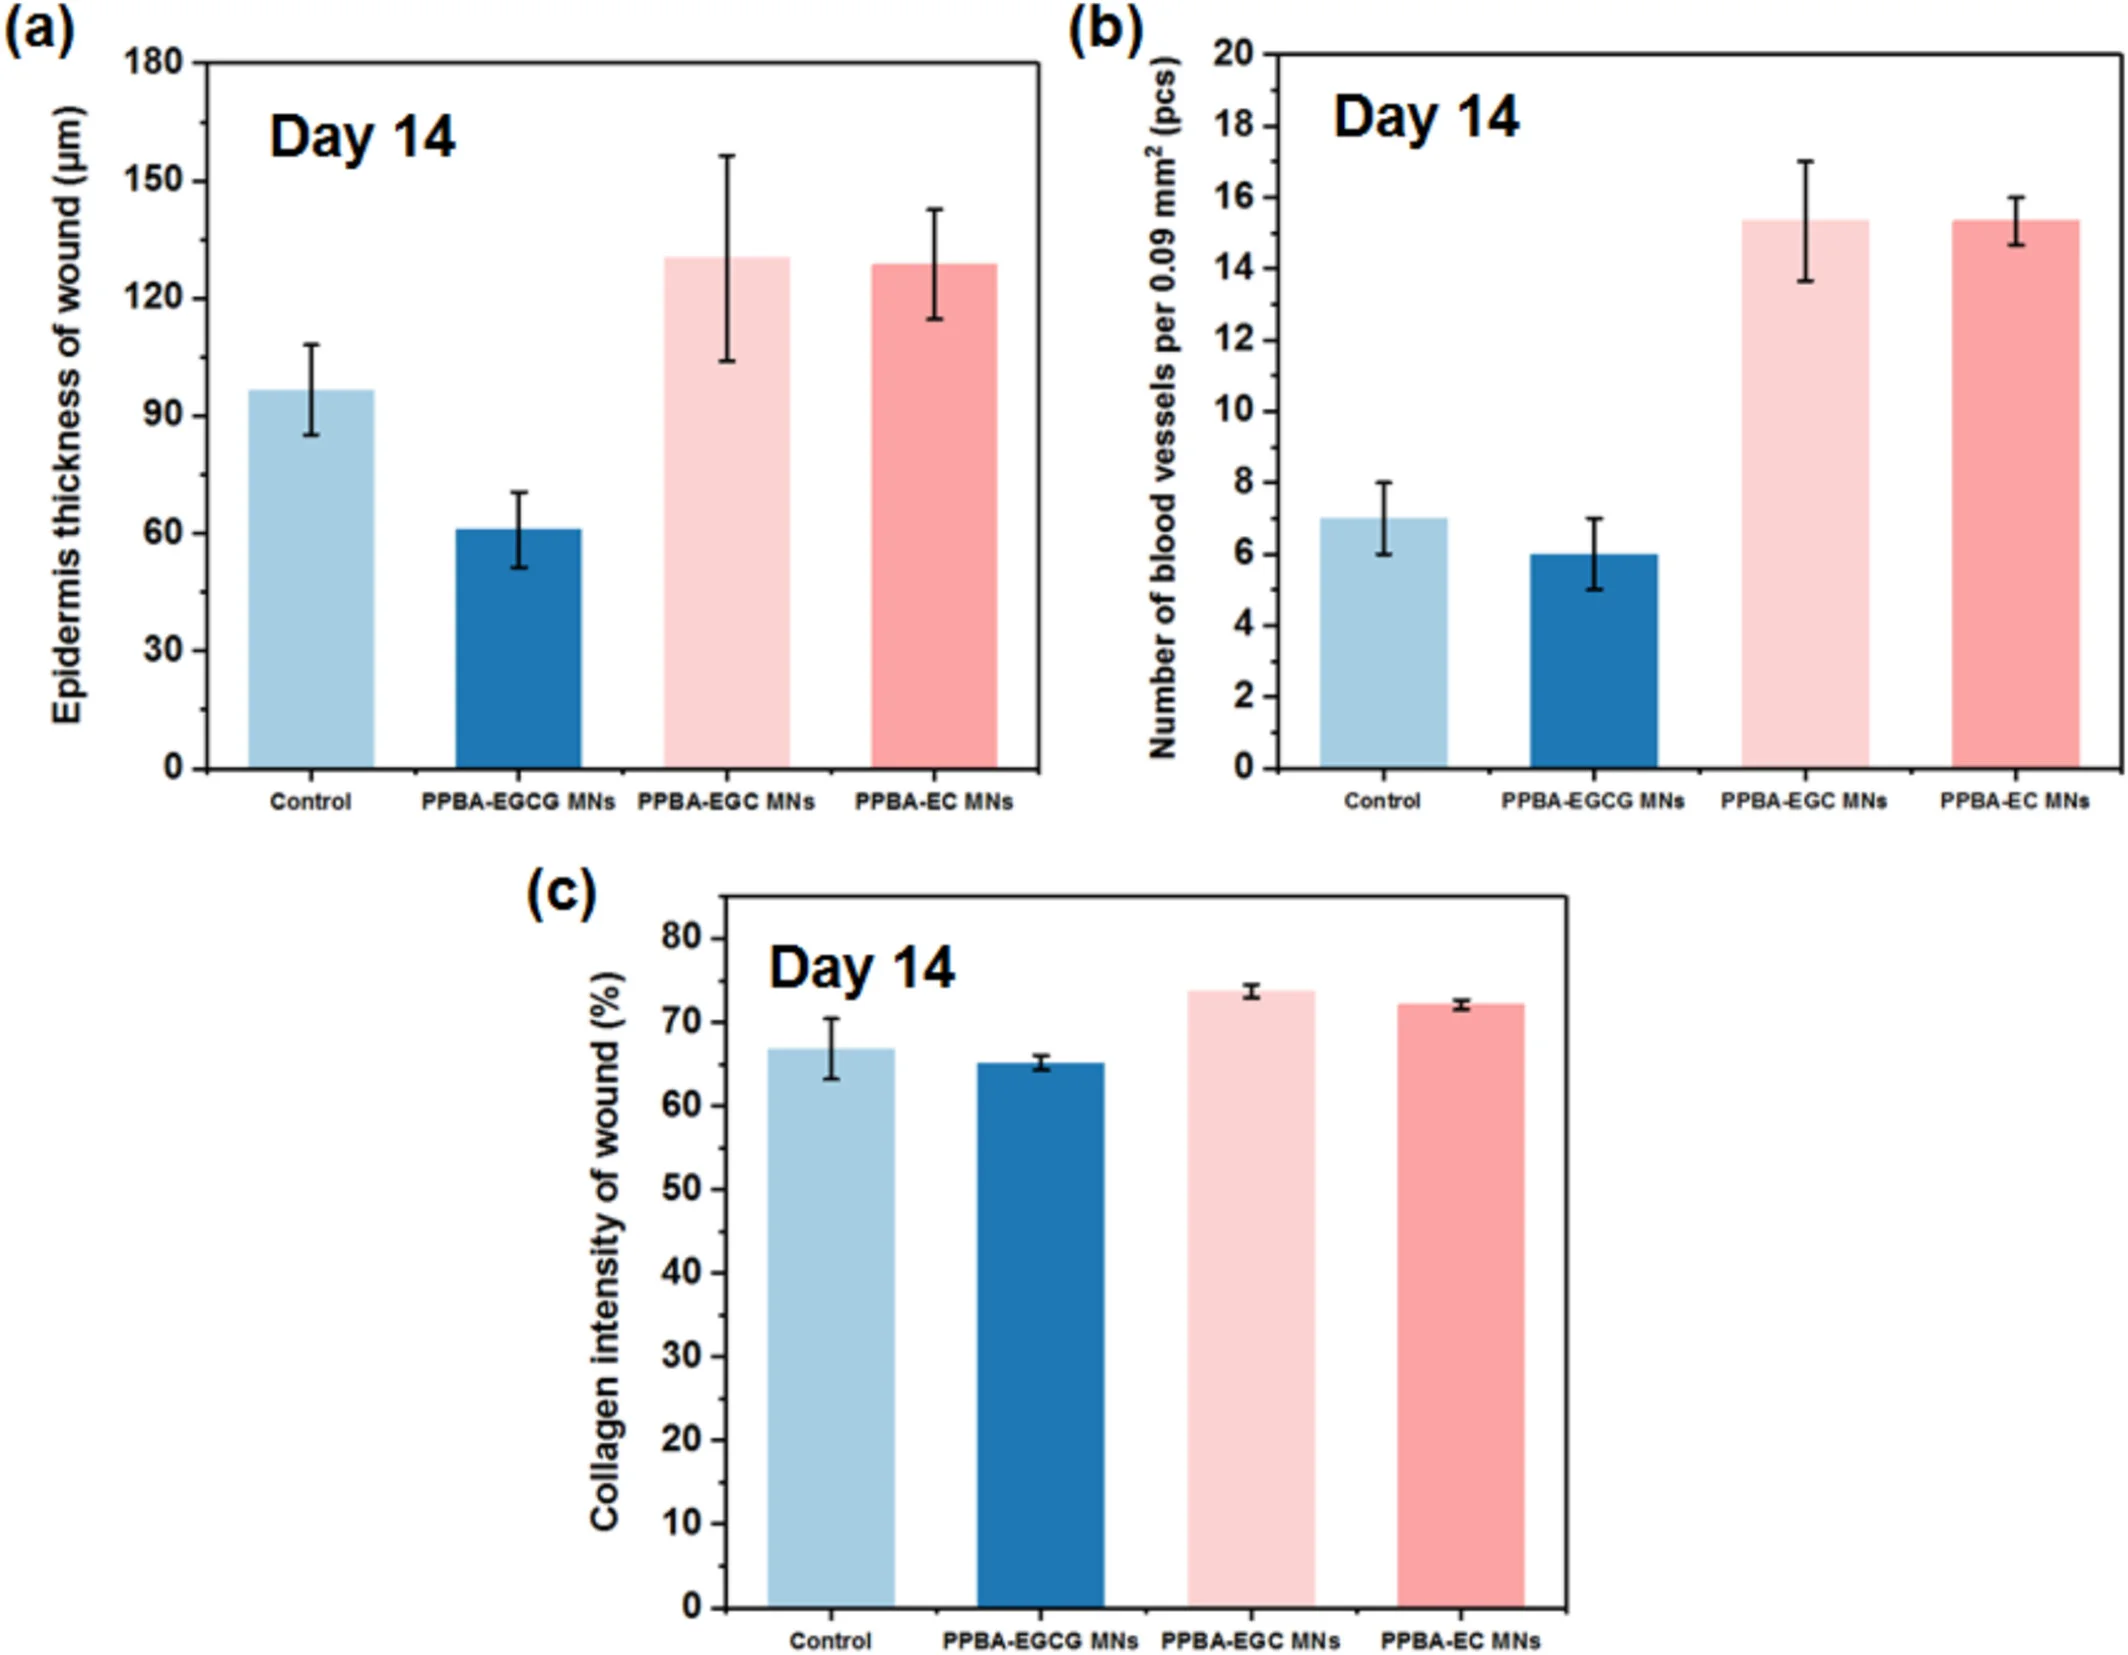 (a)
Epidermis thickness of wound (μm)
180
150
120
90
60
30
0
Day 14
Control
PPBA-EGCG MNs
PPBA-EGC MNs
PPBA-EC MNs
(b)
Number of blood vessels per 0.09 mm² (pcs)
20
18
16
14
12
10
8
6
4
2
0
Day 14
Control
PPBA-EGCG MNs
PPBA-EGC MNs
PPBA-EC MNs
(c)
Collagen intensity of wound (%)
80
70
60
50
40
30
20
10
0
Day 14
Control
PPBA-EGCG MNs
PPBA-EGC MNs
PPBA-EC MNs